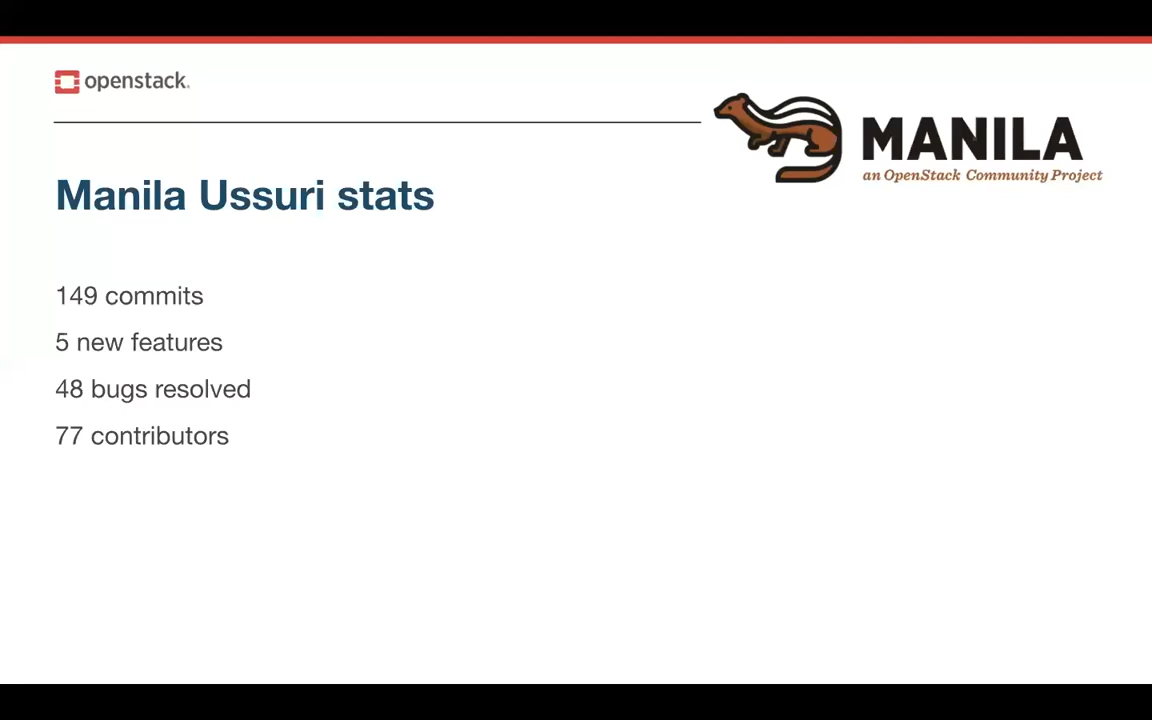 openstack.
MANILA
an OpenStack Community Project
Manila Ussuri stats
149 commits
5 new features
48 bugs resolved
77 contributors